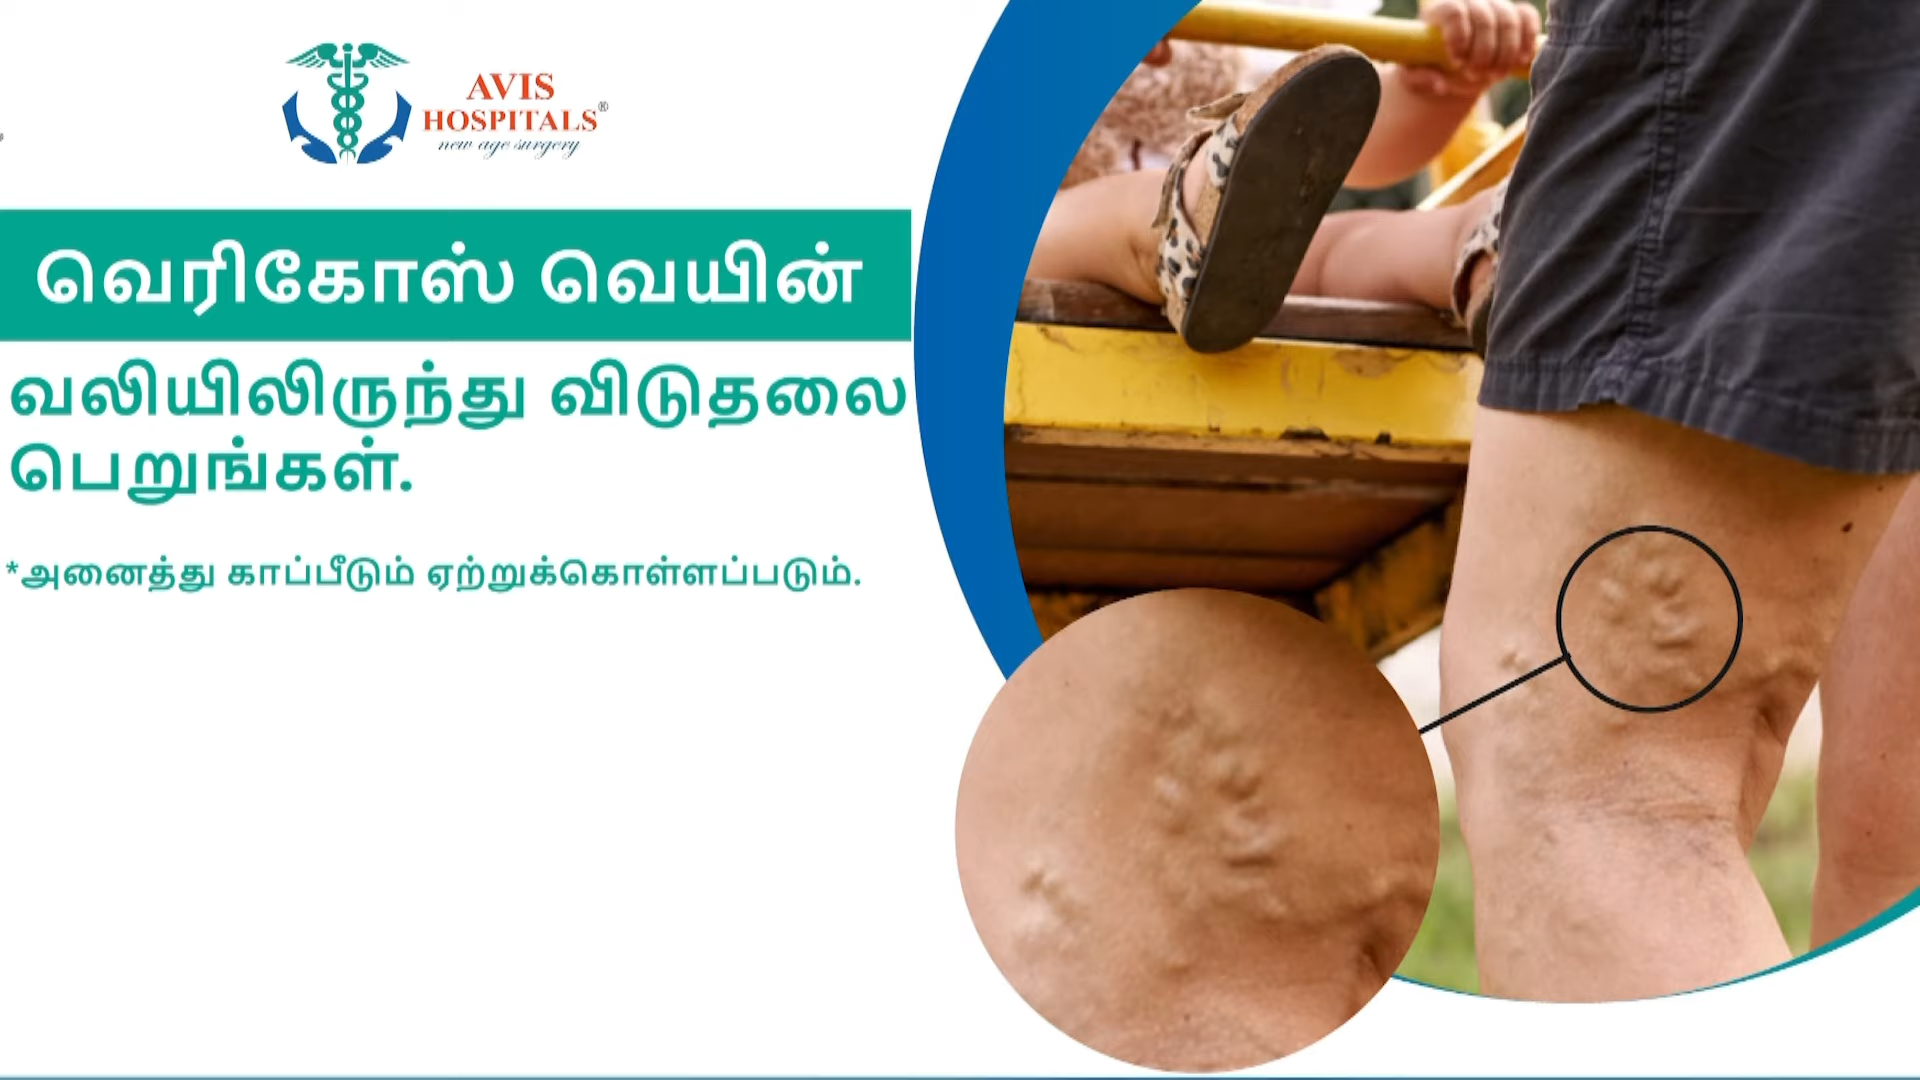 AVIS
HOSPITALS®
new age surgery
வெரிகோஸ் வெயின்
வலியிலிருந்து விடுதலை
பெறுங்கள்.
*அனைத்து காப்பீடும் ஏற்றுக்கொள்ளப்படும்.